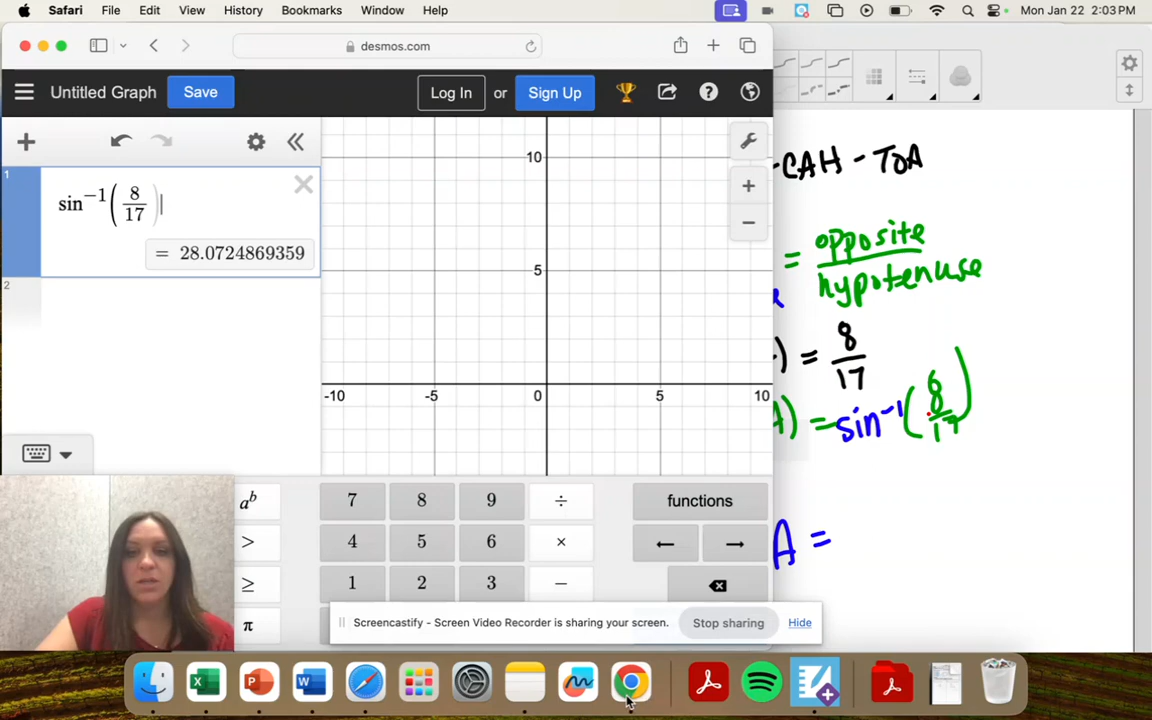 Safari File Edit View History Bookmarks Window Help Mon Jan 22 2:03 PM
desmos.com
Untitled Graph Save Log In or Sign Up
1
sin⁻¹(8/17)
= 28.0724869359
2
10
5
-10 -5 0 5 10
-CAH-TOA
= opposite
hypotenuse
) = 8/17
A) = sin⁻¹(8/17)
A =
aᵇ 7 8 9 ÷ functions
> 4 5 6 × ← →
≥ 1 2 3 −
π
Screencastify - Screen Video Recorder is sharing your screen. Stop sharing Hide